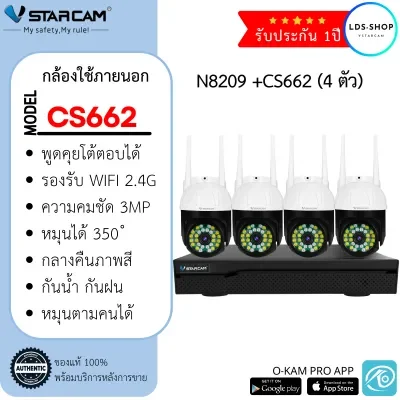 VSTARCAM
My safety,My rule!
★★★★★
รับประกัน 1ปี
LDS-SHOP
VSTARCAM
กล้องใช้ภายนอก
MODEL
CS662
N8209 +CS662 (4 ตัว)
• พูดคุยโต้ตอบได้
• รองรับ WIFI 2.4G
• ความคมชัด 3MP
• หมุนได้ 350°
• กลางคืนภาพสี
• กันน้ำ กันฝน
• หมุนตามคนได้
VSTARCAM
AUTHENTIC
ของแท้ 100%
พร้อมบริการหลังการขาย
O-KAM PRO APP
GET IT ON
Google play
Available on the
App Store